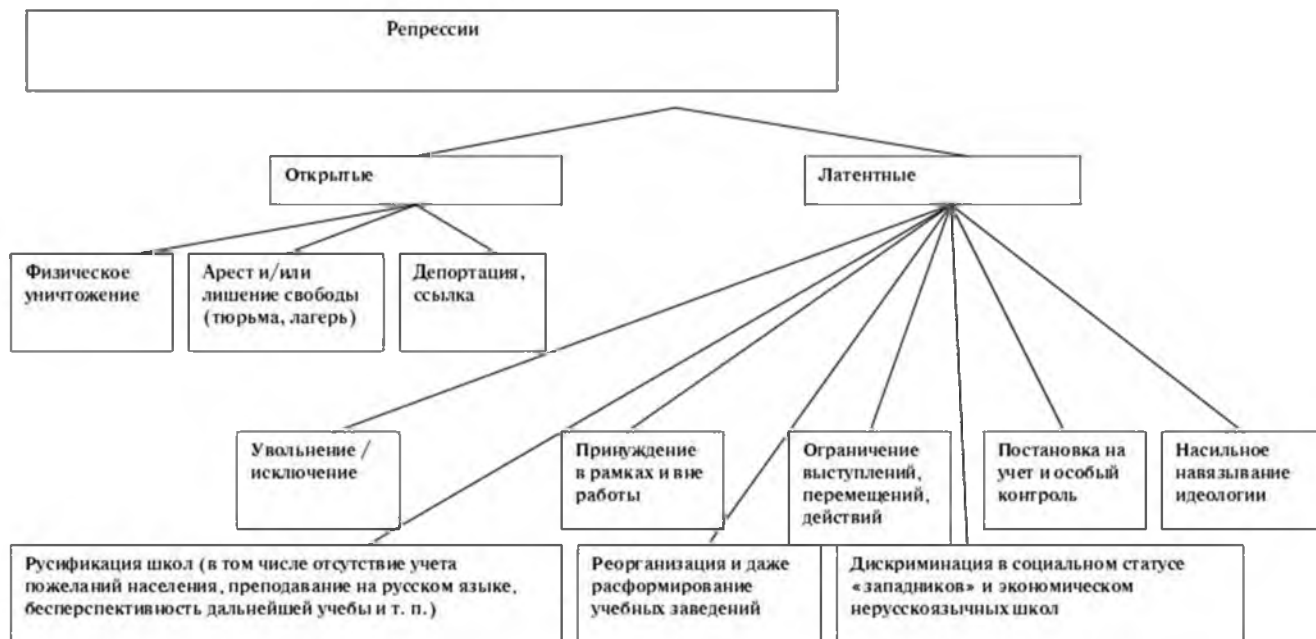 Репрессии
Открытые
Латентные
Физическое
уничтожение
Арест и/или
лишение свободы
(тюрьма, лагерь)
Депортация,
ссылка
Увольнение /
исключение
Принуждение
в рамках и вне
работы
Ограничение
выступлений,
перемещений,
действий
Постановка на
учет и особый
контроль
Насильное
навязывание
идеологии
Русификация школ (в том числе отсутствие учета
пожеланий населения, преподавание на русском языке,
бесперспективность дальнейшей учебы и т. п.)
Реорганизация и даже
расформирование
учебных заведений
Дискриминация в социальном статусе
«западников» и экономическом
нерусскоязычных школ